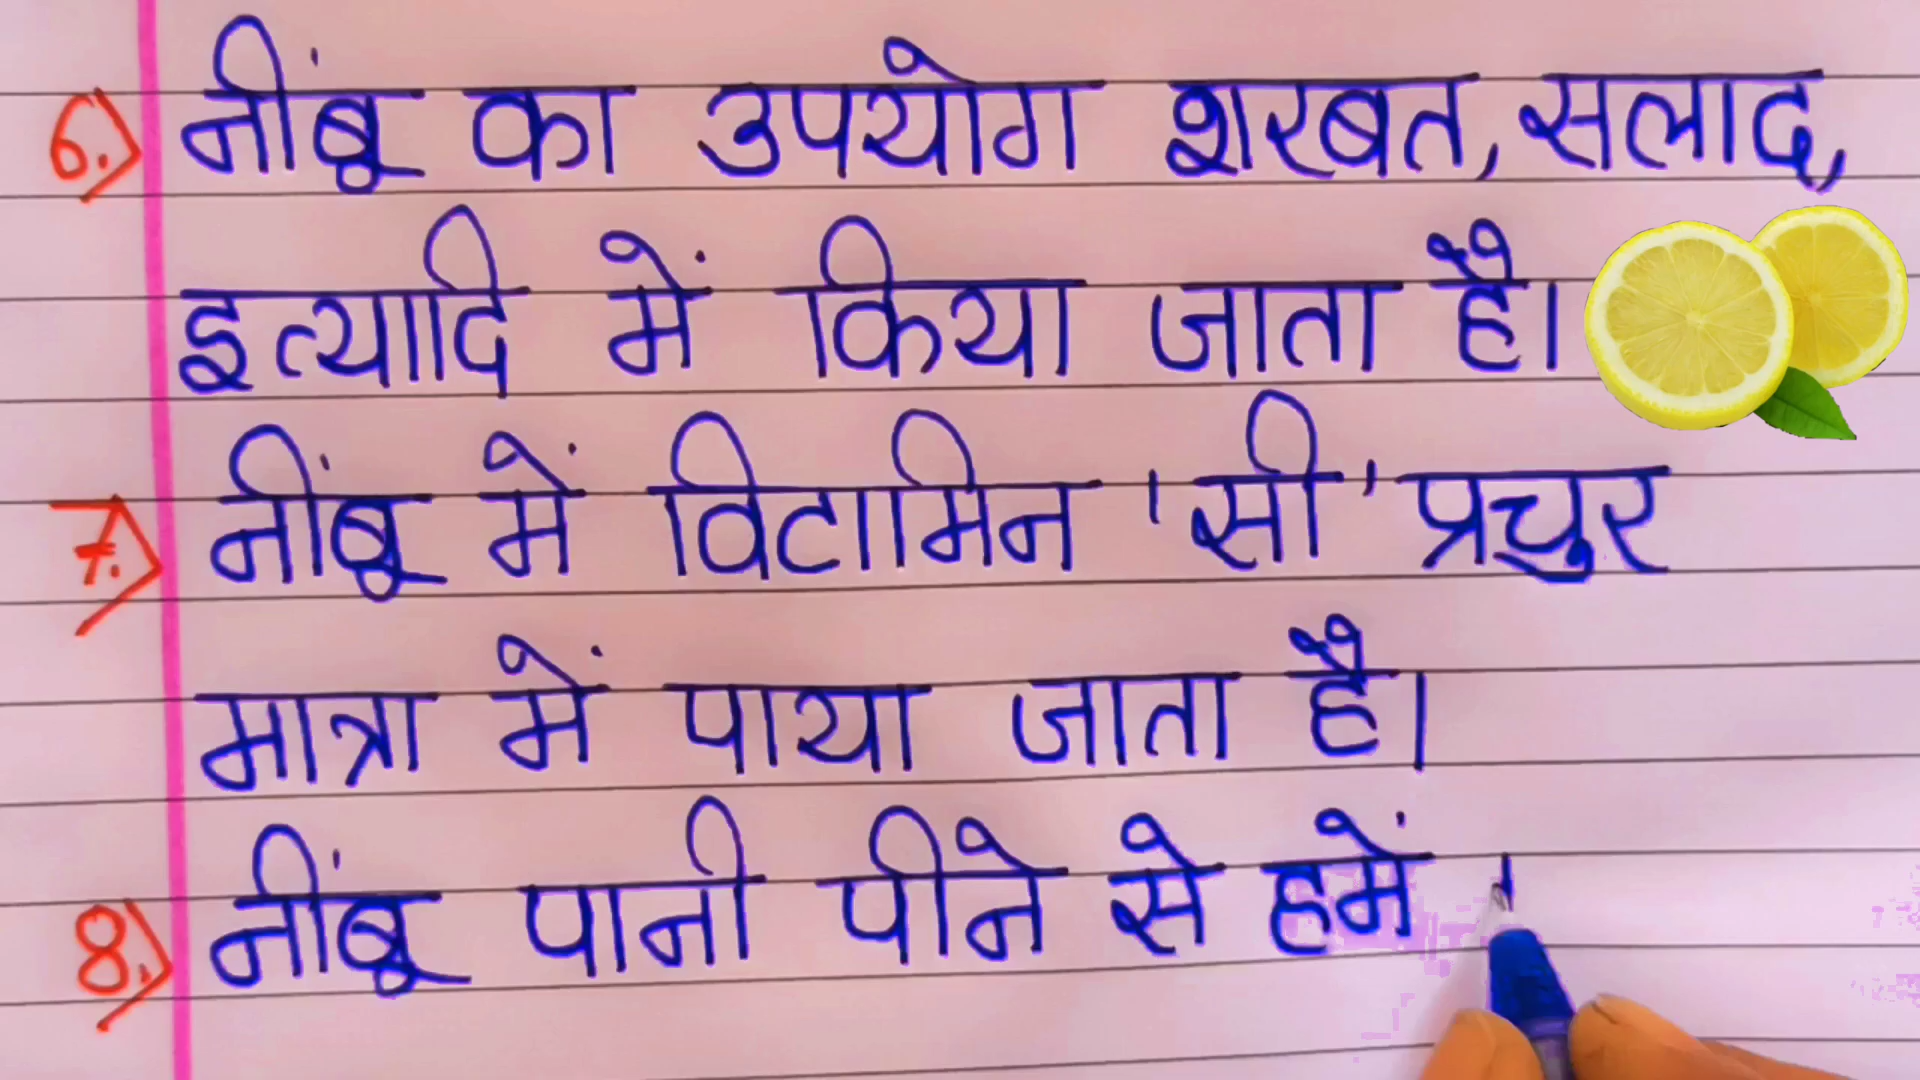 6.) नींबू का उपयोग शरबत, सलाद,
इत्यादि में किया जाता है।
7.) नींबू में विटामिन 'सी' प्रचुर
मात्रा में पाया जाता है।
8.) नींबू पानी पीने से हमें